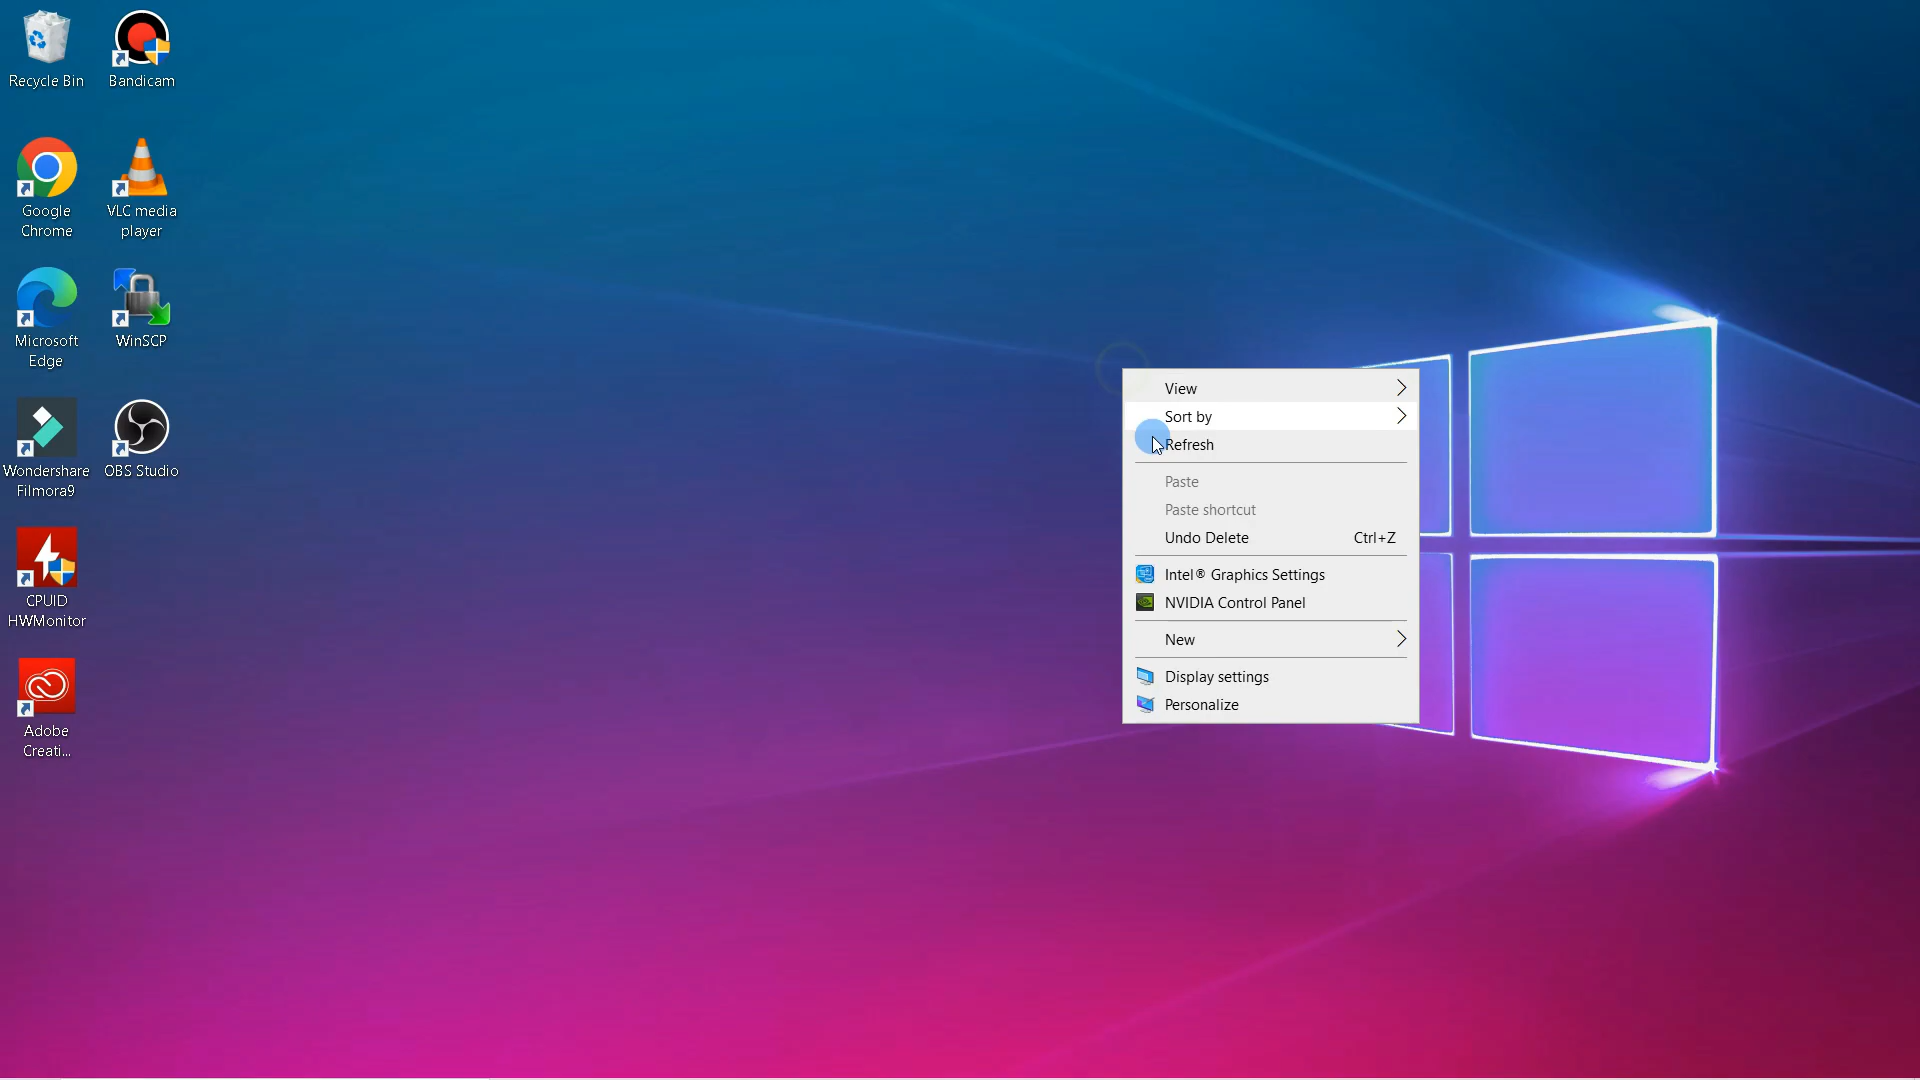 Recycle Bin
Bandicam
Google
Chrome
VLC media
player
Microsoft
Edge
WinSCP
Wondershare
Filmora9
OBS Studio
CPUID
HWMonitor
Adobe
Creati...
View
Sort by
Refresh
Paste
Paste shortcut
Undo Delete Ctrl+Z
Intel® Graphics Settings
NVIDIA Control Panel
New
Display settings
Personalize